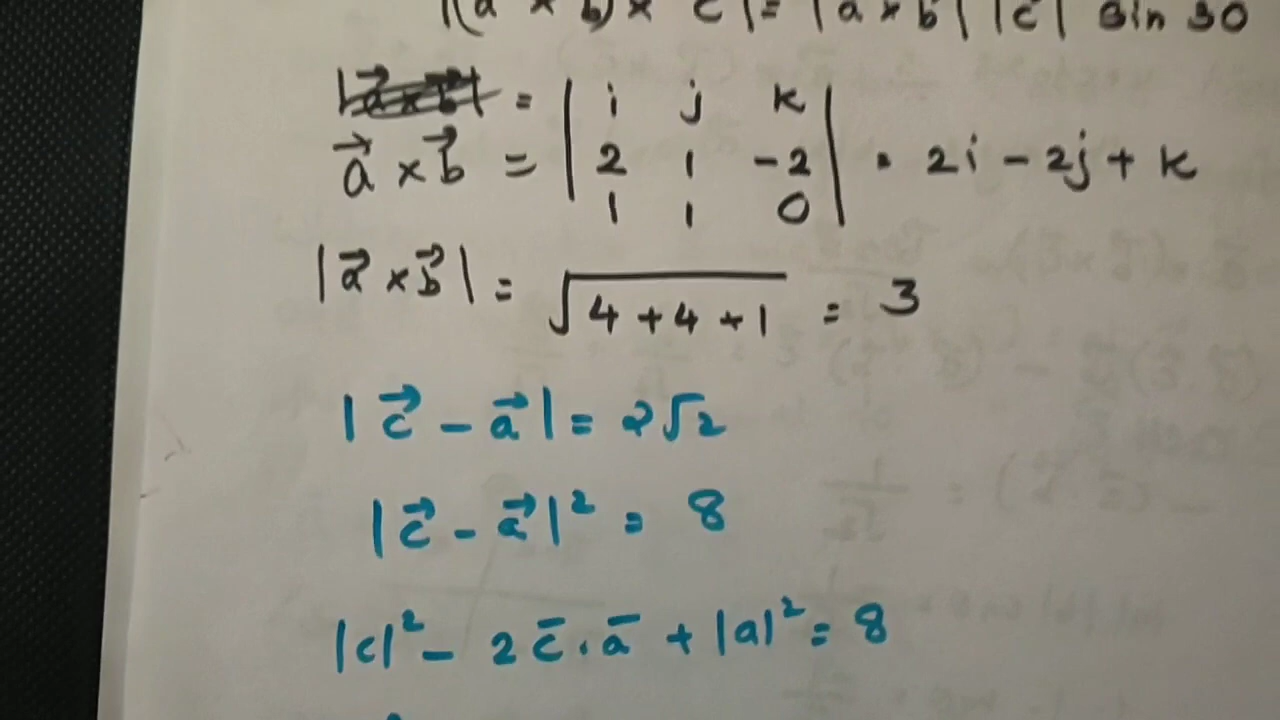 |(a × b) × c| = |a × b| |c| sin 30
|a⃗ × b⃗| = | i j k |
a⃗ × b⃗ = | 2 1 -2 | = 2i - 2j + k
| 1 1 0 |
|a⃗ × b⃗| = √4 + 4 + 1 = 3
|c⃗ - a⃗| = 2√2
|c⃗ - a⃗|² = 8
|c|² - 2 c̄ . ā + |a|² = 8